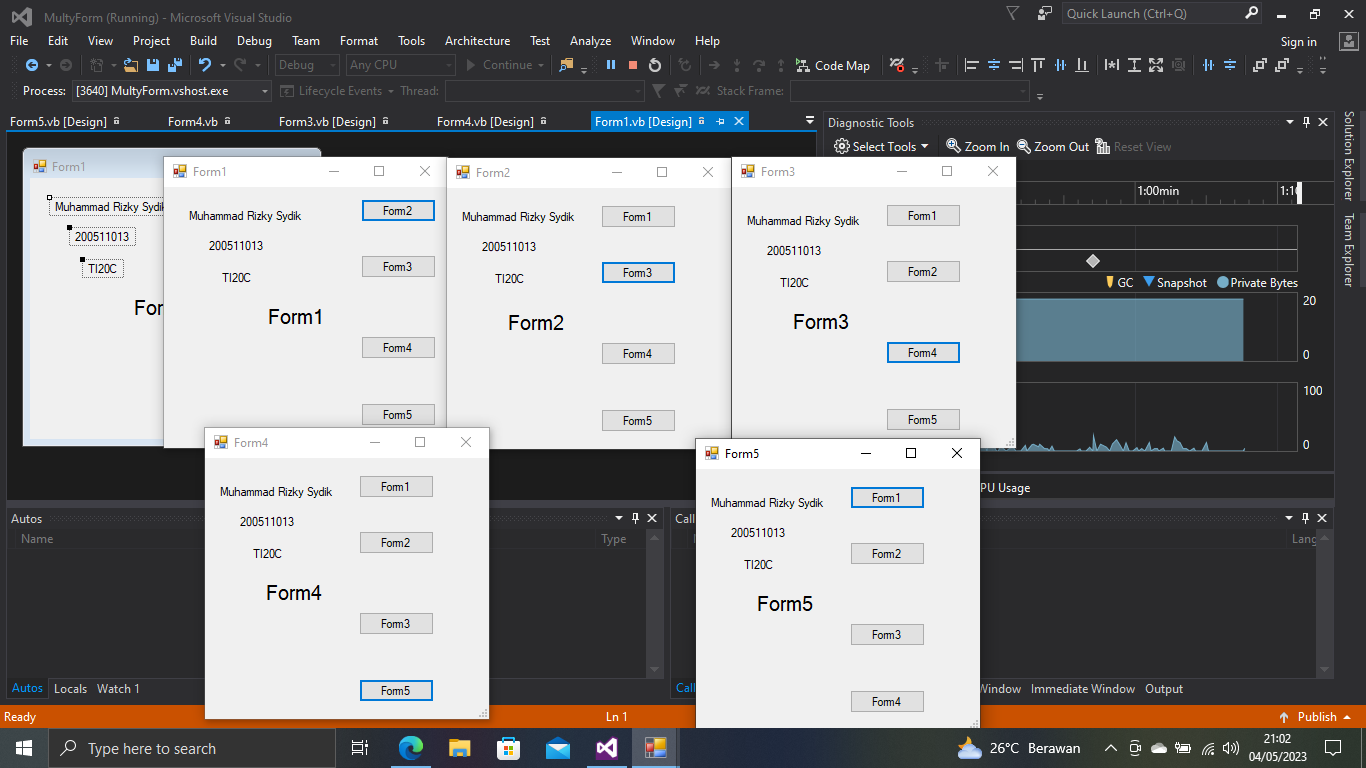 MultyForm (Running) - Microsoft Visual Studio
Quick Launch (Ctrl+Q)
File Edit View Project Build Debug Team Format Tools Architecture Test Analyze Window Help
Sign in
Debug Any CPU Continue Code Map
Process: [3640] MultyForm.vshost.exe Lifecycle Events Thread: Stack Frame:
Form5.vb [Design] Form4.vb Form3.vb [Design] Form4.vb [Design] Form1.vb [Design]
Diagnostic Tools
Select Tools Zoom In Zoom Out Reset View
Solution Explorer
Team Explorer
1:00min
GC Snapshot Private Bytes
20
0
100
0
PU Usage
Form1
Muhammad Rizky Sydik
200511013
TI20C
Form1
Muhammad Rizky Sydik
200511013
TI20C
Form1
Form2
Form3
Form4
Form5
Form2
Muhammad Rizky Sydik
200511013
TI20C
Form2
Form1
Form3
Form4
Form5
Form3
Muhammad Rizky Sydik
200511013
TI20C
Form3
Form1
Form2
Form4
Form5
Form4
Muhammad Rizky Sydik
200511013
TI20C
Form4
Form1
Form2
Form3
Form5
Form5
Muhammad Rizky Sydik
200511013
TI20C
Form5
Form1
Form2
Form3
Form4
Autos
Name Type
Autos Locals Watch 1
Call
Lang
Window Immediate Window Output
Ready Ln 1 Publish
Type here to search
26°C Berawan
21:02
04/05/2023